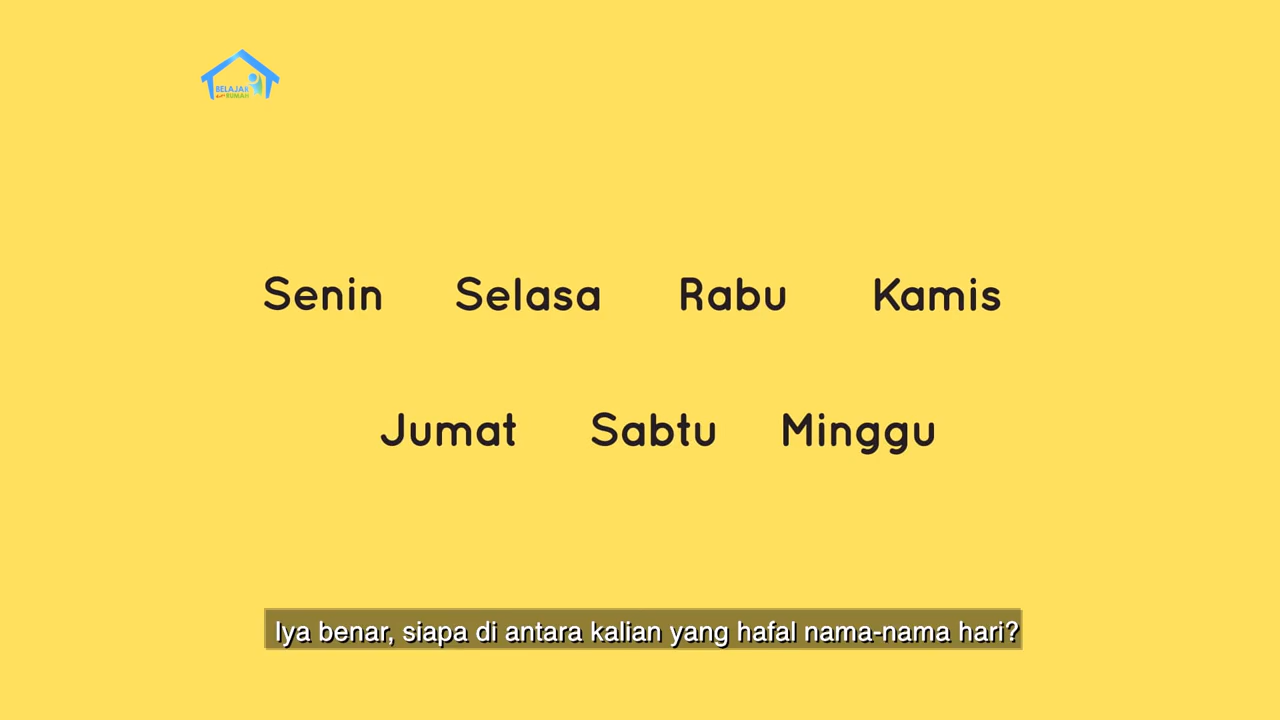 BELAJAR
dari RUMAH
Senin Selasa Rabu Kamis
Jumat Sabtu Minggu
Iya benar, siapa di antara kalian yang hafal nama-nama hari?